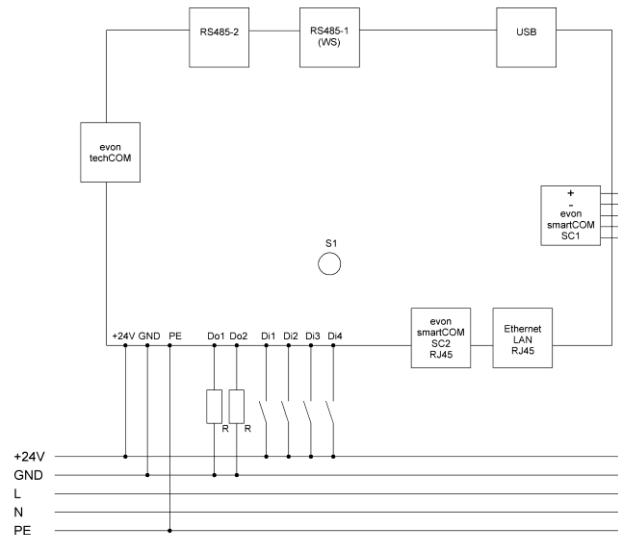 RS485-2
RS485-1
(WS)
USB
evon
techCOM
+
-
evon
smartCOM
SC1
S1
evon
smartCOM
SC2
RJ45
Ethernet
LAN
RJ45
+24V GND PE Do1 Do2 Di1 Di2 Di3 Di4
R R
+24V
GND
L
N
PE